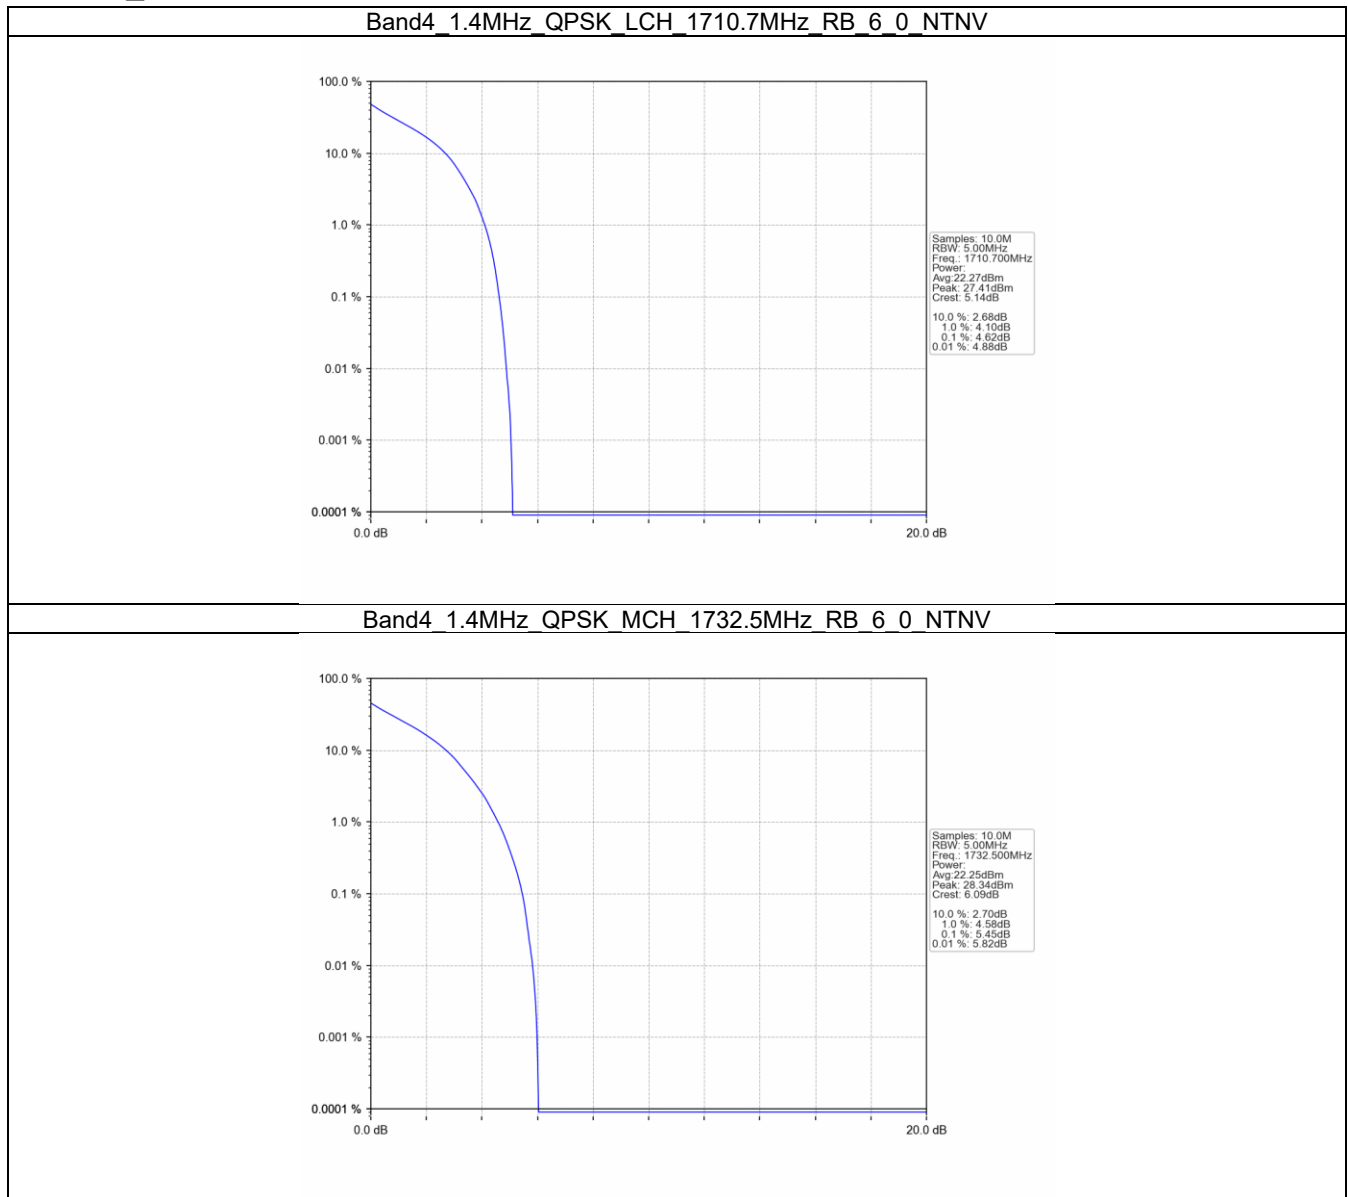 Band4_1.4MHz_QPSK_LCH_1710.7MHz_RB_6_0_NTNV
100.0 %
10.0 %
1.0 %
0.1 %
0.01 %
0.001 %
0.0001 %
0.0 dB
20.0 dB
Samples: 10.0M
RBW: 5.00MHz
Freq.: 1710.700MHz
Power:
Avg:22.27dBm
Peak: 27.41dBm
Crest: 5.14dB
10.0 %: 2.68dB
1.0 %: 4.10dB
0.1 %: 4.62dB
0.01 %: 4.88dB
Band4_1.4MHz_QPSK_MCH_1732.5MHz_RB_6_0_NTNV
100.0 %
10.0 %
1.0 %
0.1 %
0.01 %
0.001 %
0.0001 %
0.0 dB
20.0 dB
Samples: 10.0M
RBW: 5.00MHz
Freq.: 1732.500MHz
Power:
Avg:22.25dBm
Peak: 28.34dBm
Crest: 6.09dB
10.0 %: 2.70dB
1.0 %: 4.58dB
0.1 %: 5.45dB
0.01 %: 5.82dB